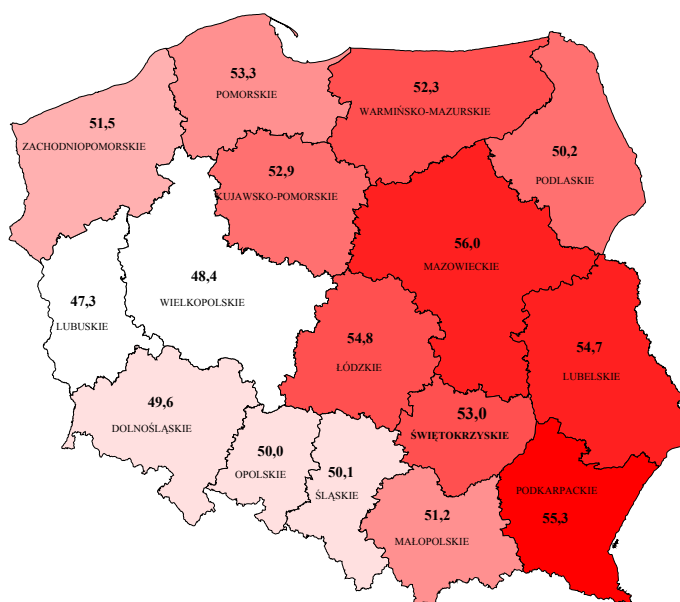 53,3
POMORSKIE
52,3
WARMIŃSKO-MAZURSKIE
51,5
ZACHODNIOPOMORSKIE
50,2
PODLASKIE
52,9
KUJAWSKO-POMORSKIE
56,0
MAZOWIECKIE
48,4
WIELKOPOLSKIE
47,3
LUBUSKIE
54,8
ŁÓDZKIE
54,7
LUBELSKIE
49,6
DOLNOŚLĄSKIE
53,0
ŚWIĘTOKRZYSKIE
50,0
OPOLSKIE
50,1
ŚLĄSKIE
PODKARPACKIE
55,3
51,2
MAŁOPOLSKIE